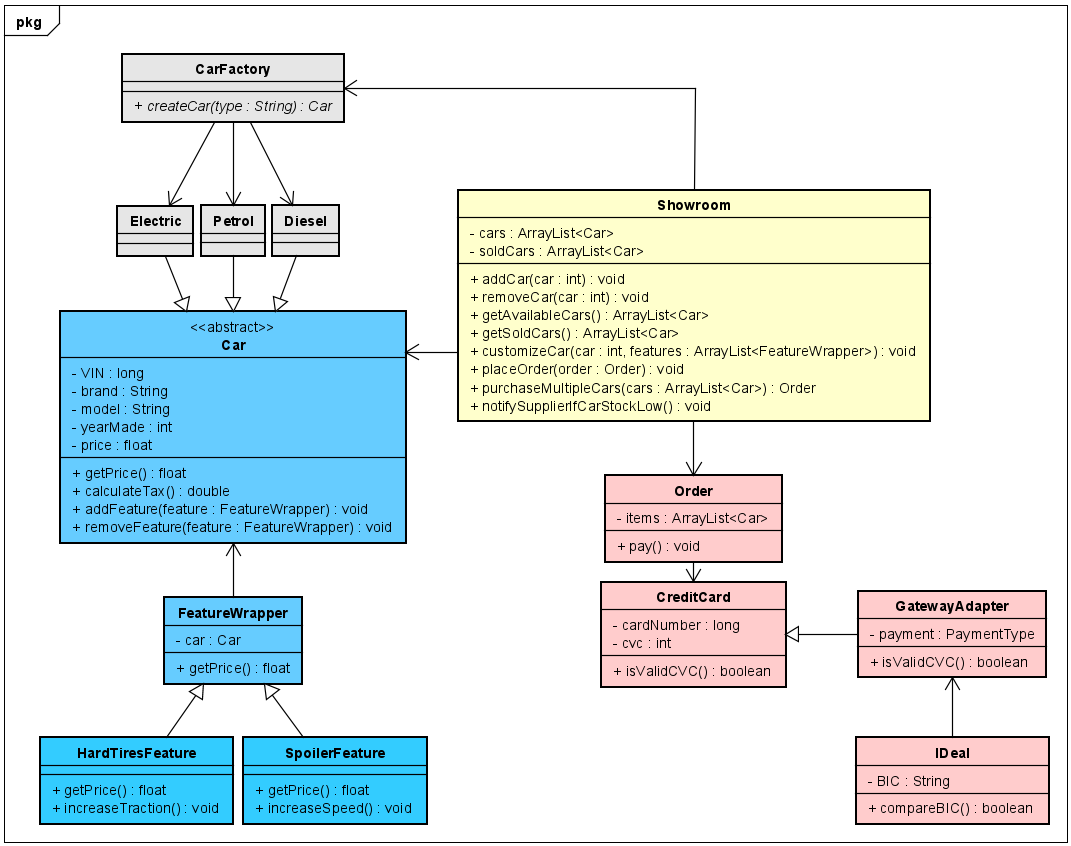 pkg
CarFactory
+ createCar(type : String) : Car
Electric
Petrol
Diesel
<<abstract>>
Car
- VIN : long
- brand : String
- model : String
- yearMade : int
- price : float
+ getPrice() : float
+ calculateTax() : double
+ addFeature(feature : FeatureWrapper) : void
+ removeFeature(feature : FeatureWrapper) : void
Showroom
- cars : ArrayList<Car>
- soldCars : ArrayList<Car>
+ addCar(car : int) : void
+ removeCar(car : int) : void
+ getAvailableCars() : ArrayList<Car>
+ getSoldCars() : ArrayList<Car>
+ customizeCar(car : int, features : ArrayList<FeatureWrapper>) : void
+ placeOrder(order : Order) : void
+ purchaseMultipleCars(cars : ArrayList<Car>) : Order
+ notifySupplierIfCarStockLow() : void
Order
- items : ArrayList<Car>
+ pay() : void
CreditCard
- cardNumber : long
- cvc : int
+ isValidCVC() : boolean
GatewayAdapter
- payment : PaymentType
+ isValidCVC() : boolean
FeatureWrapper
- car : Car
+ getPrice() : float
HardTiresFeature
+ getPrice() : float
+ increaseTraction() : void
SpoilerFeature
+ getPrice() : float
+ increaseSpeed() : void
IDeal
- BIC : String
+ compareBIC() : boolean